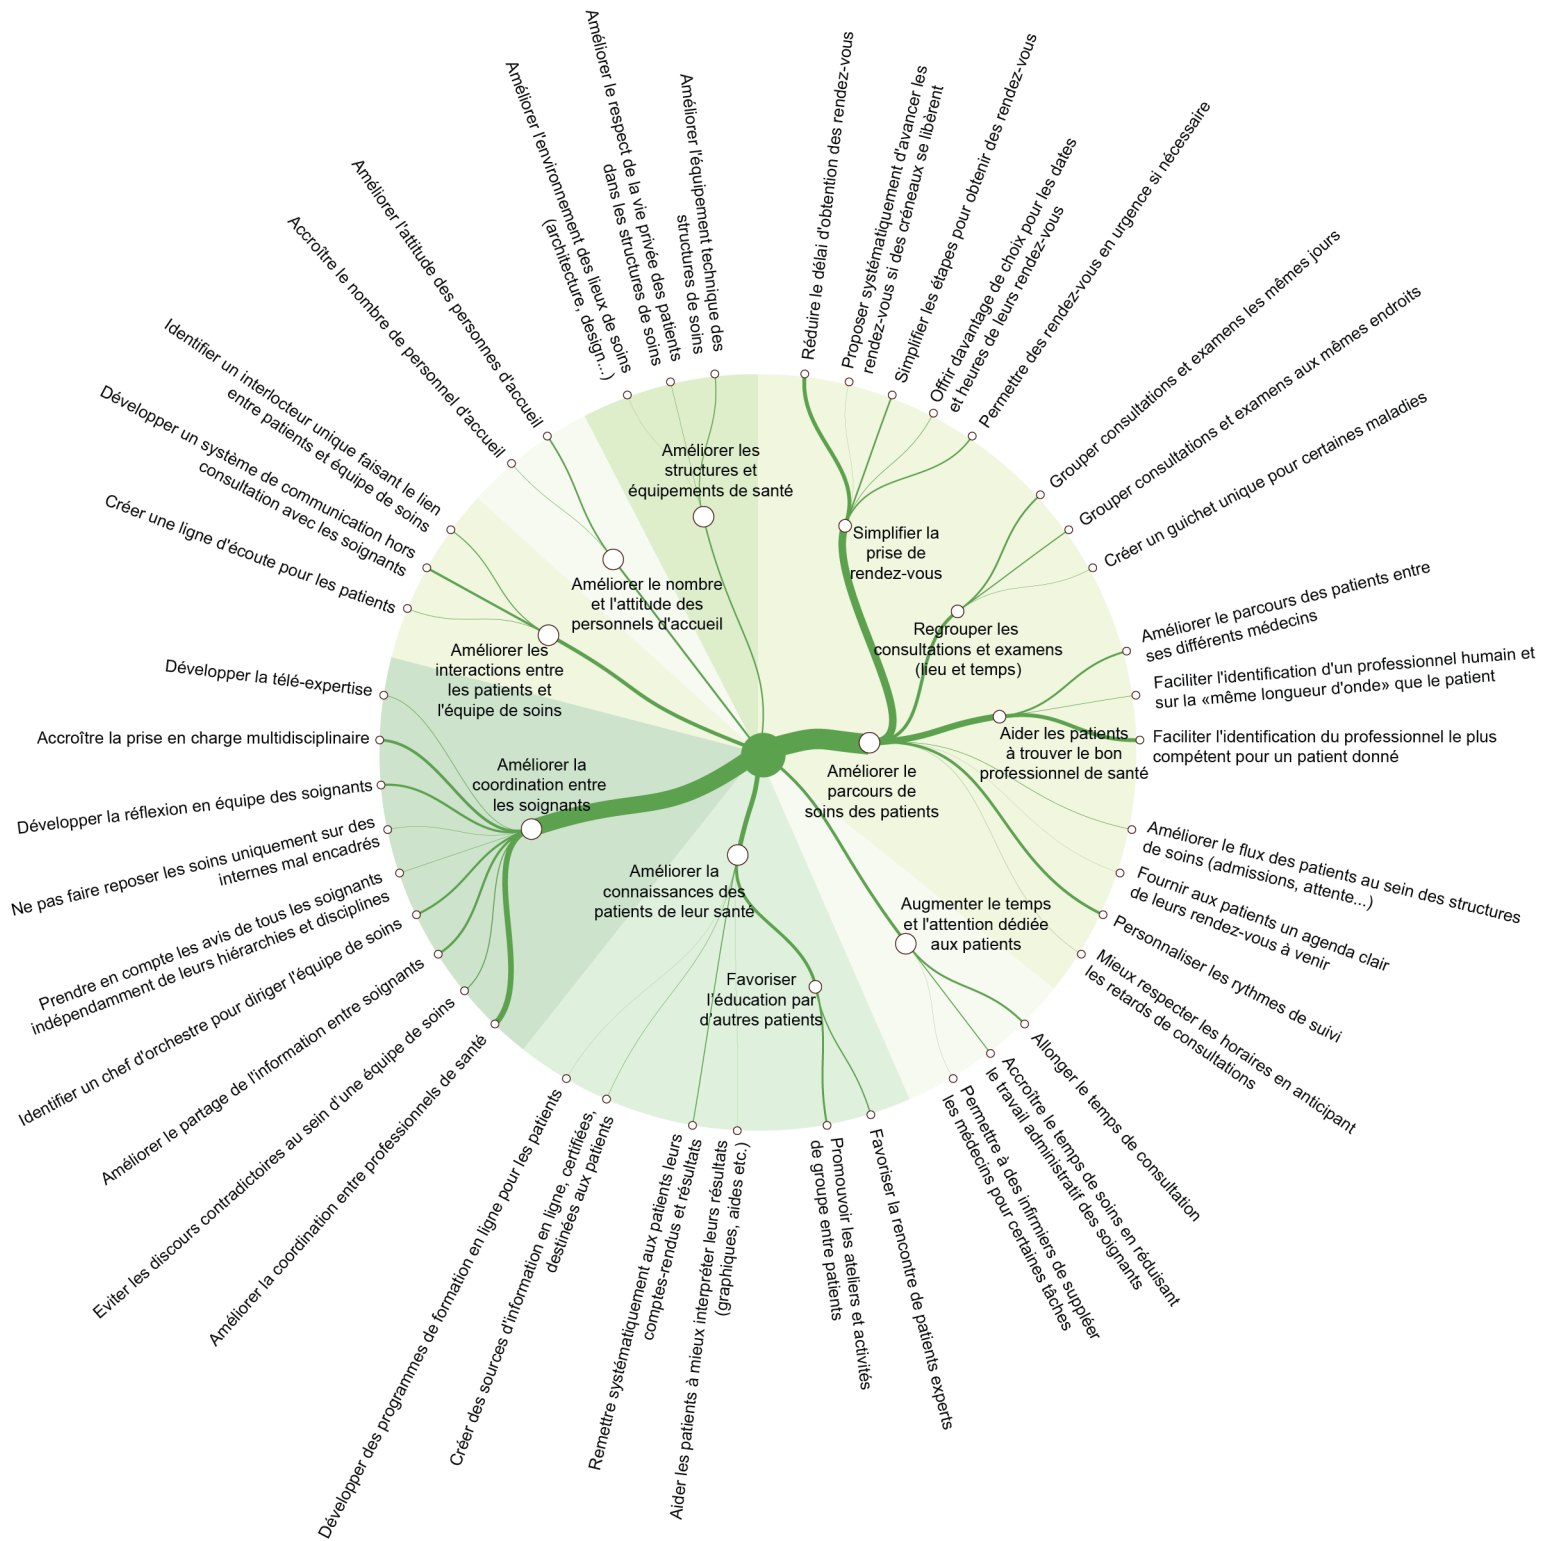 Réduire le délai d'obtention des rendez-vous
Proposer systématiquement d'avancer les
rendez-vous si des créneaux se libèrent
Simplifier les étapes pour obtenir des rendez-vous
Offrir davantage de choix pour les dates
et heures de leurs rendez-vous
Permettre des rendez-vous en urgence si nécessaire
Grouper consultations et examens les mêmes jours
Grouper consultations et examens aux mêmes endroits
Créer un guichet unique pour certaines maladies
Améliorer le parcours des patients entre
ses différents médecins
Faciliter l'identification d'un professionnel humain et
sur la «même longueur d'onde» que le patient
Faciliter l'identification du professionnel le plus
compétent pour un patient donné
Améliorer le flux des patients au sein des structures
de soins (admissions, attente...)
Fournir aux patients un agenda clair
de leurs rendez-vous à venir
Personnaliser les rythmes de suivi
Mieux respecter les horaires en anticipant
les retards de consultations
Allonger le temps de consultation
Accroître le temps de soins en réduisant
le travail administratif des soignants
Permettre à des infirmiers de suppléer
les médecins pour certaines tâches
Favoriser la rencontre de patients experts
Promouvoir les ateliers et activités
de groupe entre patients
Aider les patients à mieux interpréter leurs résultats
(graphiques, aides etc.)
Remettre systématiquement aux patients leurs
comptes-rendus et résultats
Créer des sources d'information en ligne, certifiées,
destinées aux patients
Développer des programmes de formation en ligne pour les patients
Améliorer la coordination entre professionnels de santé
Eviter les discours contradictoires au sein d'une équipe de soins
Améliorer le partage de l'information entre soignants
Identifier un chef d'orchestre pour diriger l'équipe de soins
Prendre en compte les avis de tous les soignants
indépendamment de leurs hiérarchies et disciplines
Ne pas faire reposer les soins uniquement sur des
internes mal encadrés
Développer la réflexion en équipe des soignants
Accroître la prise en charge multidisciplinaire
Développer la télé-expertise
Créer une ligne d'écoute pour les patients
Développer un système de communication hors
consultation avec les soignants
Identifier un interlocteur unique faisant le lien
entre patients et équipe de soins
Accroître le nombre de personnel d'accueil
Améliorer l'attitude des personnes d'accueil
Améliorer l'environnement des lieux de soins
(architecture, design...)
Améliorer le respect de la vie privée des patients
dans les structures de soins
Améliorer l'équipement technique des
structures de soins
Améliorer les
structures et
équipements de santé
Simplifier la
prise de
rendez-vous
Améliorer le nombre
et l'attitude des
personnels d'accueil
Regrouper les
consultations et examens
(lieu et temps)
Améliorer les
interactions entre
les patients et
l'équipe de soins
Aider les patients
à trouver le bon
professionnel de santé
Améliorer la
coordination entre
les soignants
Améliorer le
parcours de
soins des patients
Améliorer la
connaissances des
patients de leur santé
Augmenter le temps
et l'attention dédiée
aux patients
Favoriser
l'éducation par
d'autres patients